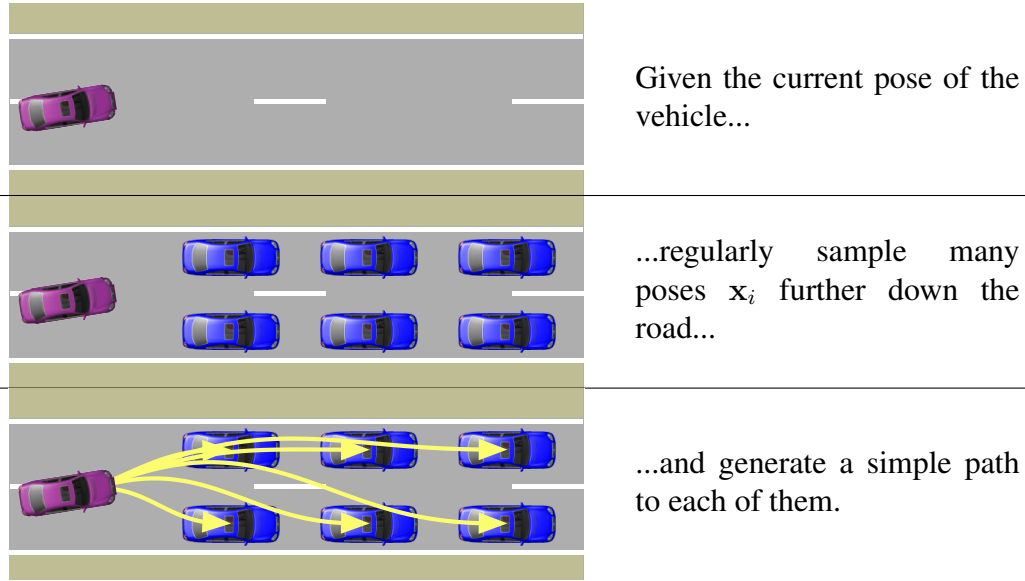 Given the current pose of the
vehicle...
...regularly sample many
poses xᵢ further down the
road...
...and generate a simple path
to each of them.